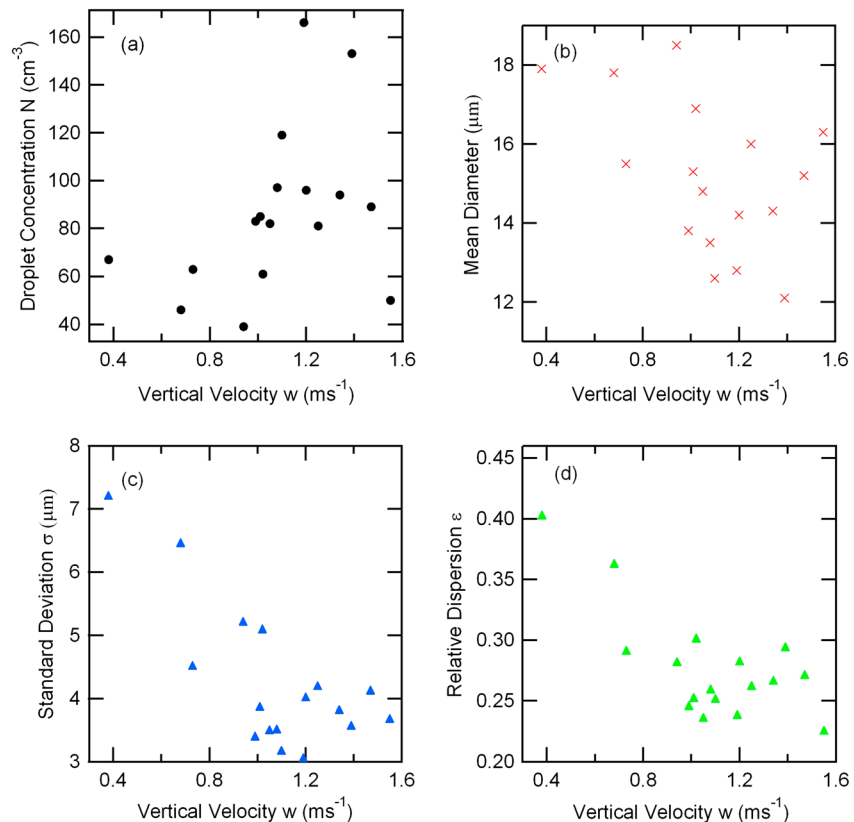 (a)
Droplet Concentration N (cm⁻³)
160
140
120
100
80
60
40
0.4 0.8 1.2 1.6
Vertical Velocity w (ms⁻¹)
(b)
Mean Diameter (μm)
18
16
14
12
0.4 0.8 1.2 1.6
Vertical Velocity w (ms⁻¹)
(c)
Standard Deviation σ (μm)
8
7
6
5
4
3
0.4 0.8 1.2 1.6
Vertical Velocity w (ms⁻¹)
(d)
Relative Dispersion ε
0.45
0.40
0.35
0.30
0.25
0.20
0.4 0.8 1.2 1.6
Vertical Velocity w (ms⁻¹)